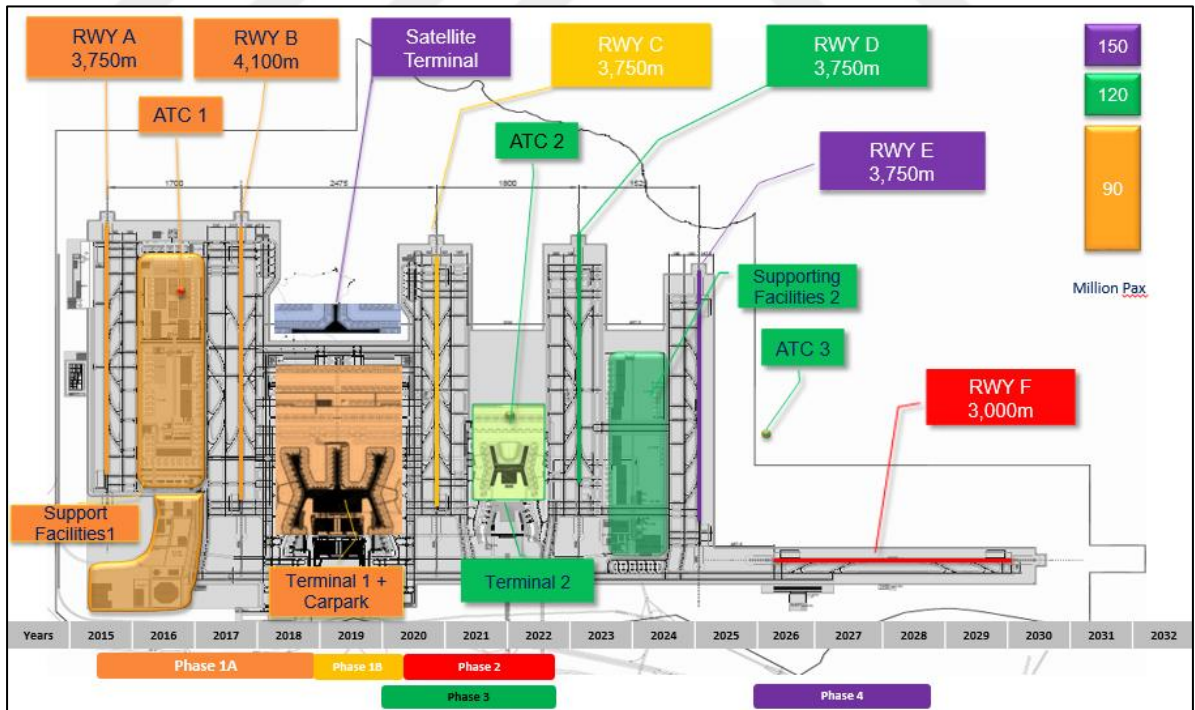 RWY A
3,750m
RWY B
4,100m
Satellite
Terminal
RWY C
3,750m
RWY D
3,750m
150
120
90
Million Pax
ATC 1
ATC 2
RWY E
3,750m
1700
2475
1800
Supporting
Facilities 2
ATC 3
RWY F
3,000m
Support
Facilities1
Terminal 1 +
Carpark
Terminal 2
Years 2015 2016 2017 2018 2019 2020 2021 2022 2023 2024 2025 2026 2027 2028 2029 2030 2031 2032
Phase 1A Phase 1B Phase 2
Phase 3 Phase 4